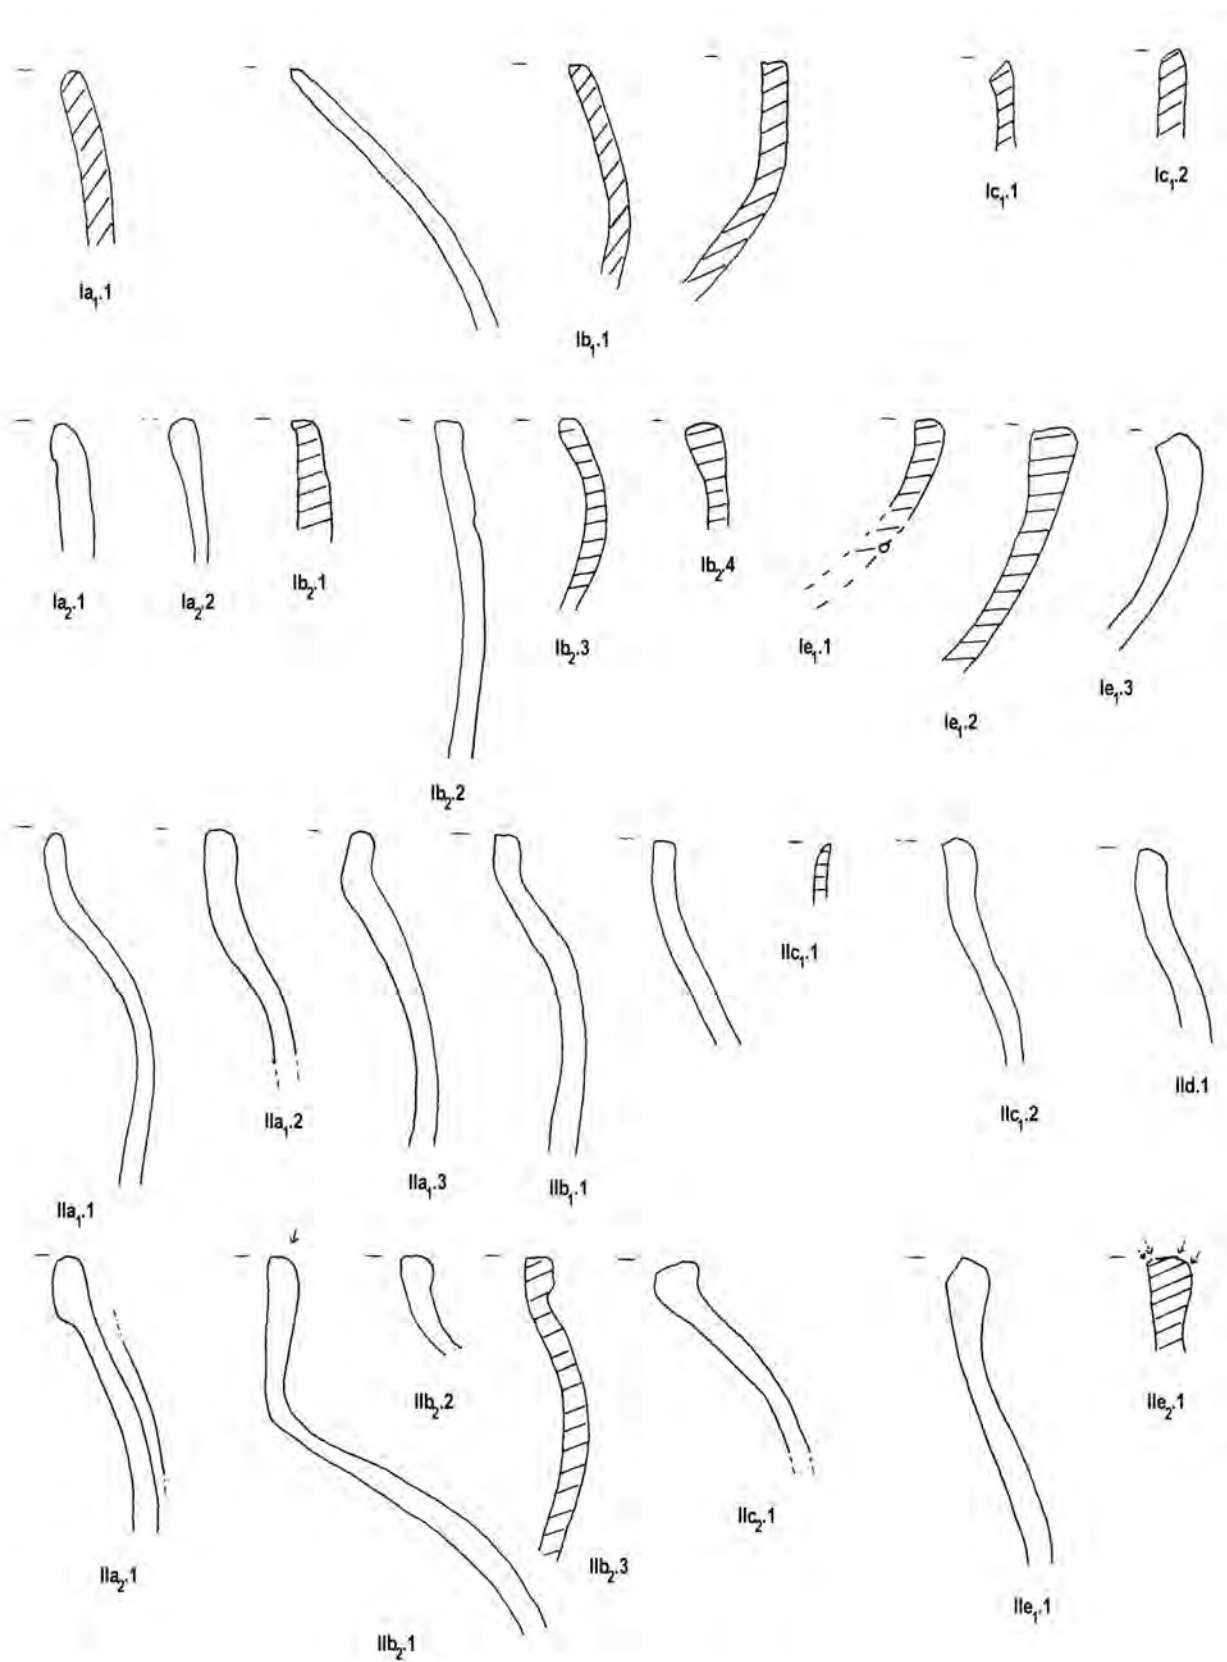 Ia₁.1
Ib₁.1
Ic₁.1
Ic₁.2
Ia₂.1
Ia₂.2
Ib₂.1
Ib₂.2
Ib₂.3
Ib₂.4
Ie₁.1
Ie₁.2
Ie₁.3
IIa₁.1
IIa₁.2
IIa₁.3
IIb₁.1
IIc₁.1
IIc₁.2
IId.1
IIa₂.1
IIb₂.1
IIb₂.2
IIb₂.3
IIc₂.1
IIe₁.1
IIe₂.1